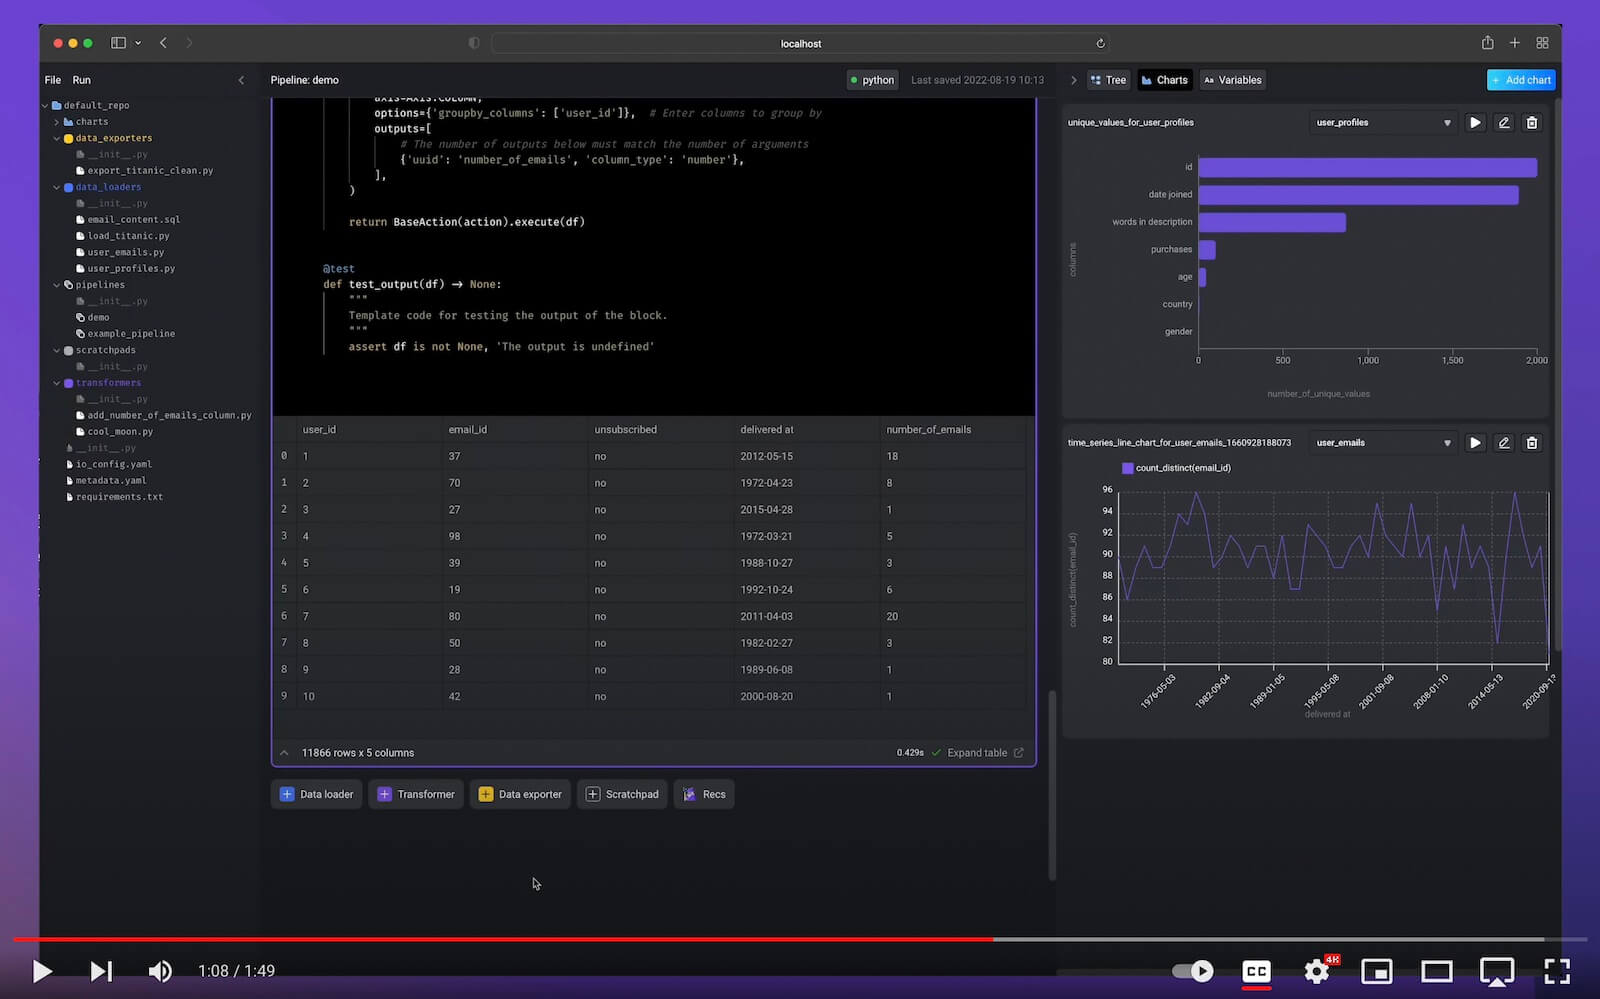 localhost
File Run
Pipeline: demo
python
Last saved 2022-08-19 10:13
Tree
Charts
Aa Variables
+ Add chart
default_repo
charts
data_exporters
__init__.py
export_titanic_clean.py
data_loaders
__init__.py
email_content.sql
load_titanic.py
user_emails.py
user_profiles.py
pipelines
__init__.py
demo
example_pipeline
scratchpads
__init__.py
transformers
__init__.py
add_number_of_emails_column.py
cool_moon.py
__init__.py
io_config.yaml
metadata.yaml
requirements.txt
axis=Axis.COLUMN,
options={'groupby_columns': ['user_id']}, # Enter columns to group by
outputs=[
# The number of outputs below must match the number of arguments
{'uuid': 'number_of_emails', 'column_type': 'number'},
],
)
return BaseAction(action).execute(df)
@test
def test_output(df) → None:
"""
Template code for testing the output of the block.
"""
assert df is not None, 'The output is undefined'
user_id email_id unsubscribed delivered at number_of_emails
0 1 37 no 2012-05-15 18
1 2 70 no 1972-04-23 8
2 3 27 no 2015-04-28 1
3 4 98 no 1972-03-21 5
4 5 39 no 1988-10-27 3
5 6 19 no 1992-10-24 6
6 7 80 no 2011-04-03 20
7 8 50 no 1982-02-27 3
8 9 28 no 1989-06-08 1
9 10 42 no 2000-08-20 1
11866 rows x 5 columns
0.429s
Expand table
Data loader
Transformer
Data exporter
Scratchpad
Recs
unique_values_for_user_profiles
user_profiles
id
date joined
words in description
purchases
age
country
gender
columns
0 500 1,000 1,500 2,000
number_of_unique_values
time_series_line_chart_for_user_emails_1660928188073
user_emails
count_distinct(email_id)
96
94
92
90
88
86
84
82
80
count_distinct(email_id)
1976-05-03 1982-09-04 1989-01-05 1995-05-08 2001-09-08 2008-01-10 2014-05-13
delivered at
1:08 / 1:49
CC
4K